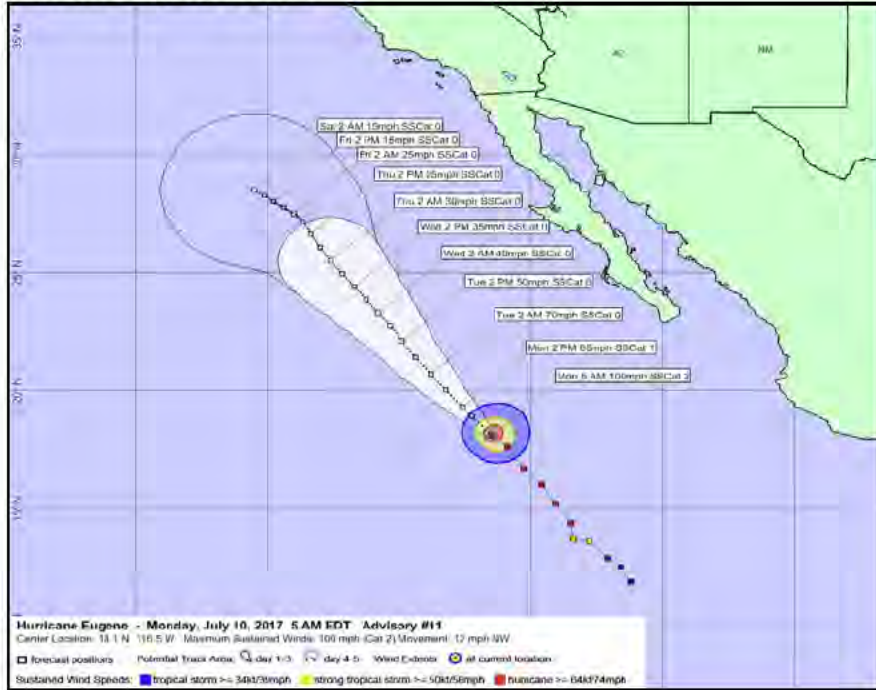 35°N
AZ
NM
Sat 2 AM 15mph SSCat 0
Fri 2 PM 15mph SSCat 0
Fri 2 AM 25mph SSCat 0
Thu 2 PM 25mph SSCat 0
Thu 2 AM 30mph SSCat 0
Wed 2 PM 35mph SSCat 0
25°N
Wed 2 AM 40mph SSCat 0
Tue 2 PM 50mph SSCat 0
Tue 2 AM 70mph SSCat 0
Mon 2 PM 85mph SSCat 1
Mon 5 AM 100mph SSCat 2
20°N
15°N
Hurricane Eugene - Monday, July 10, 2017 5 AM EDT Advisory #11
Center Location: 18.1 N 116.5 W Maximum Sustained Winds: 100 mph (Cat 2) Movement: 12 mph NW
forecast positions Potential Track Area: day 1-3 day 4-5 Wind Extents: at current location
Sustained Wind Speeds: tropical storm >= 34kt/39mph strong tropical storm >= 50kt/58mph hurricane >= 64kt/74mph